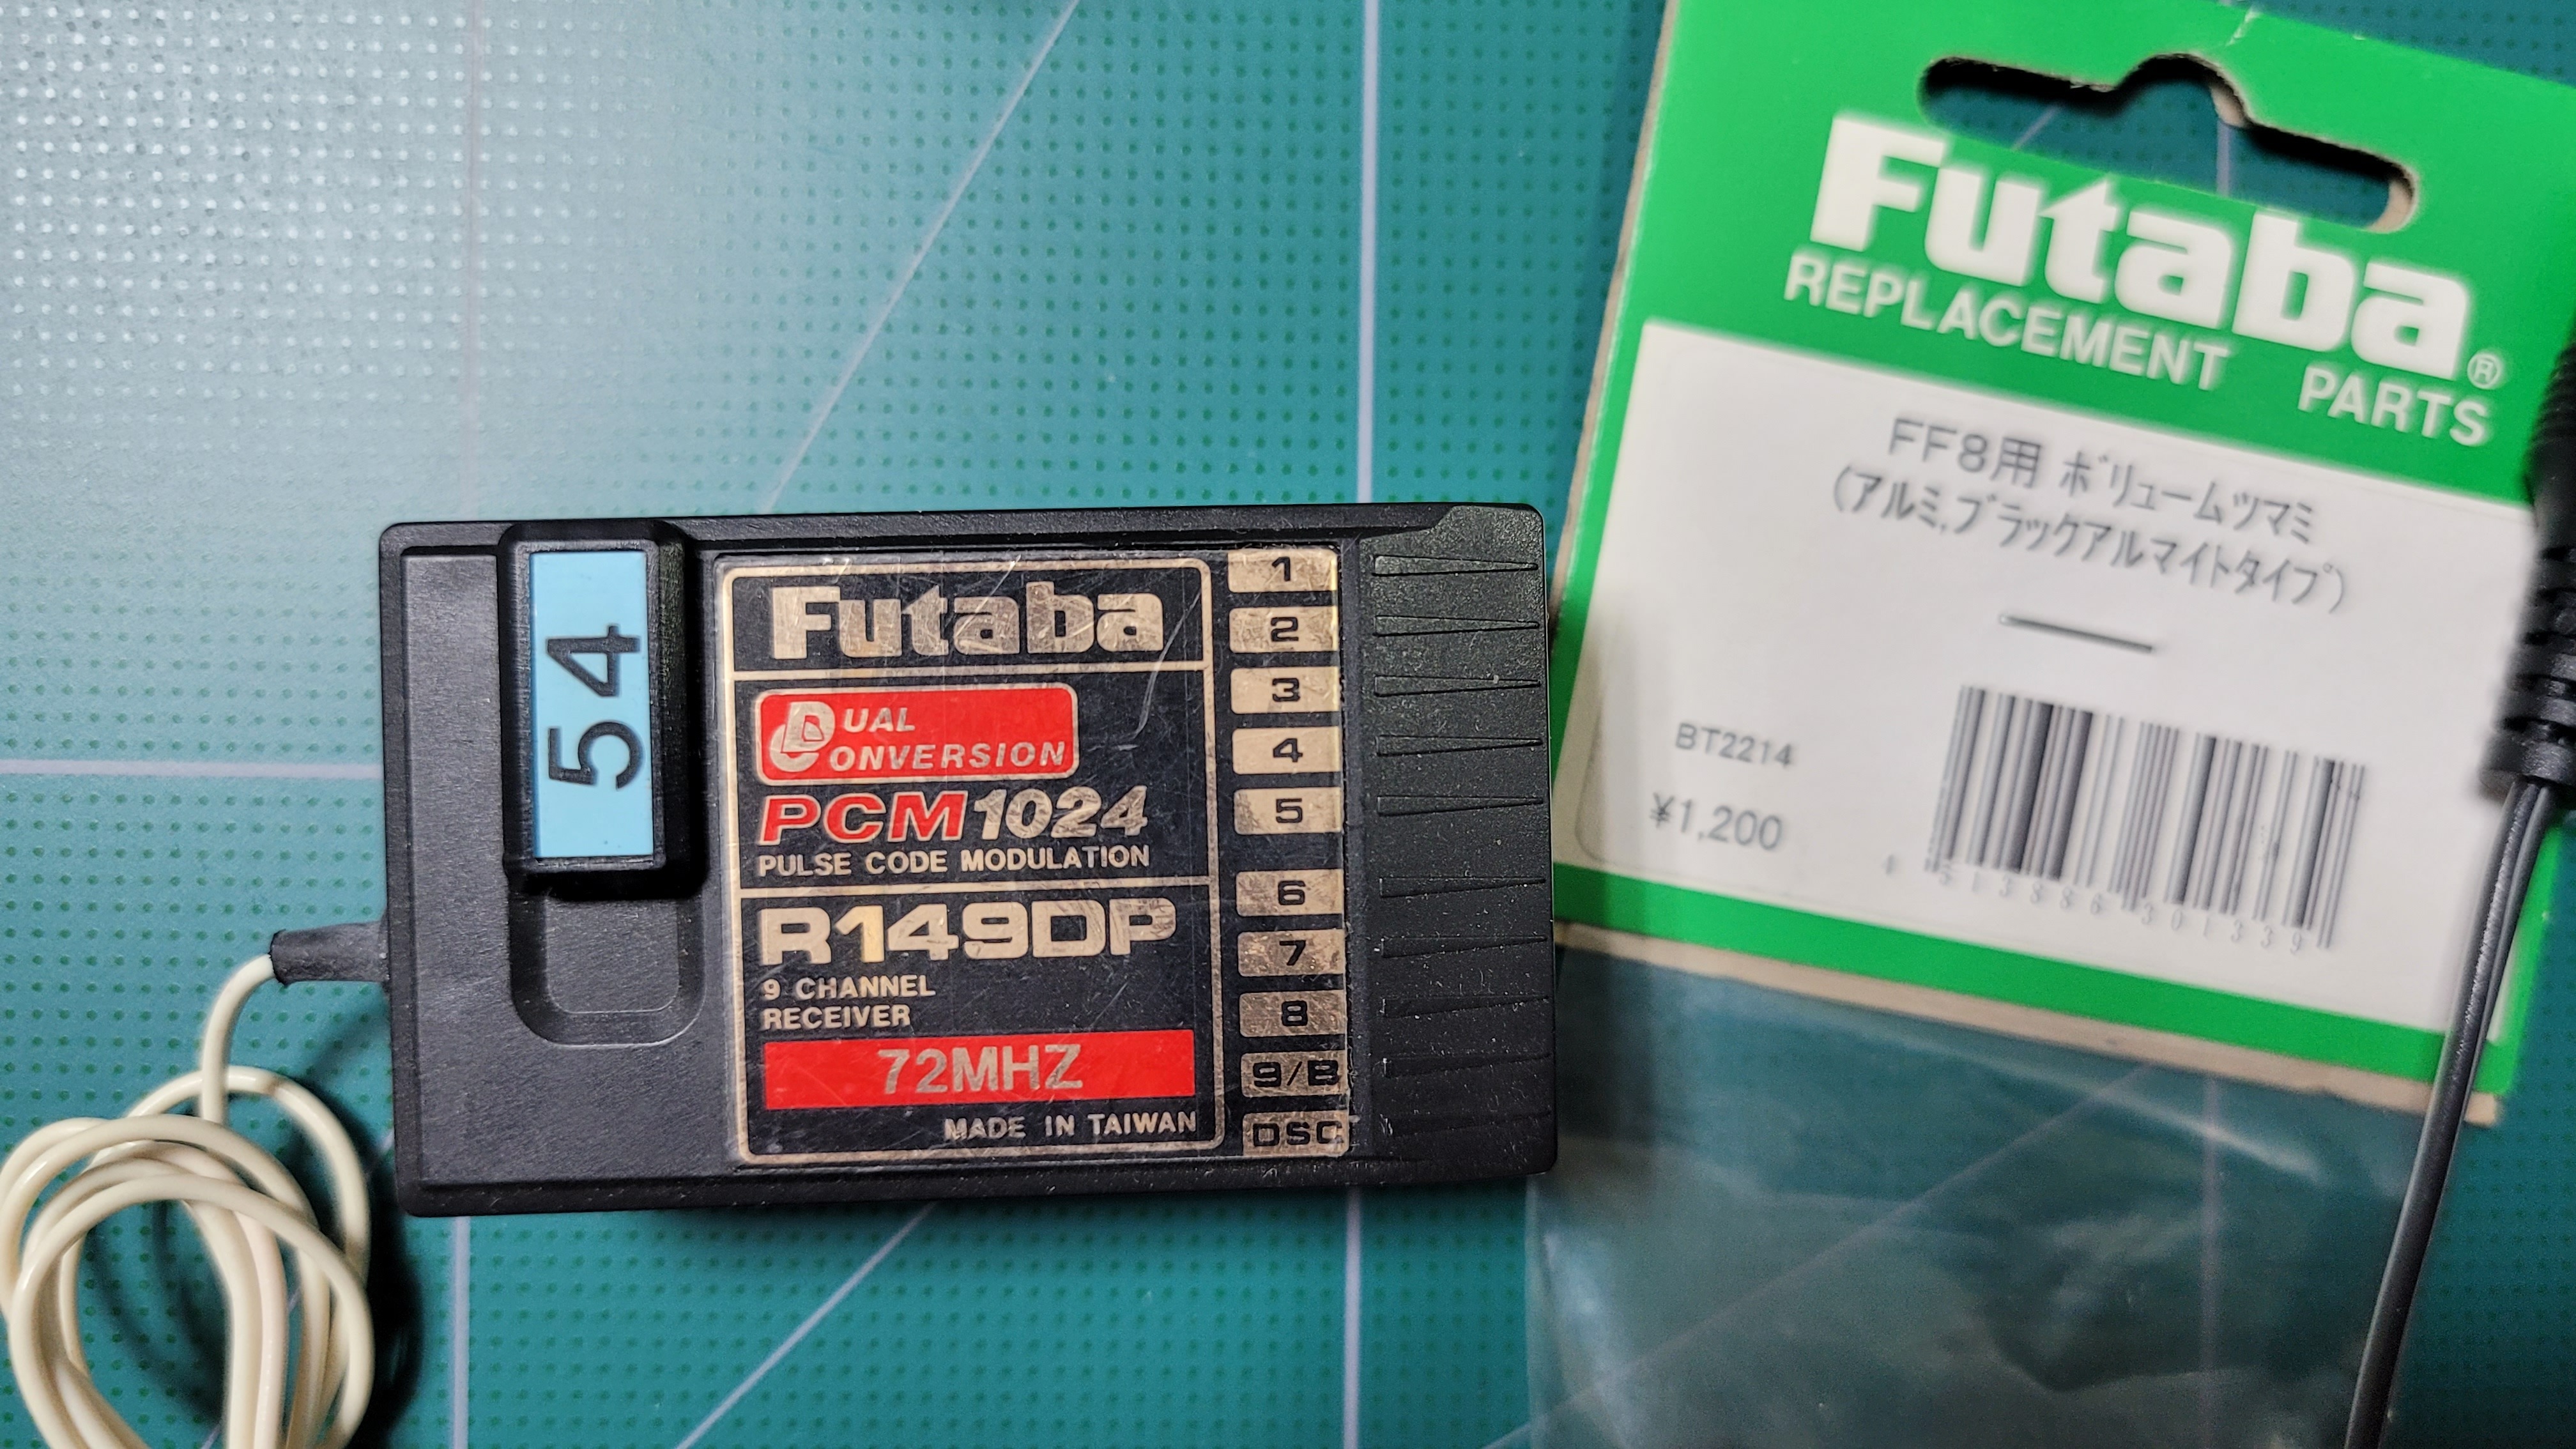 54
Futaba
DUAL
CONVERSION
PCM1024
PULSE CODE MODULATION
R149DP
9 CHANNEL
RECEIVER
72MHZ
MADE IN TAIWAN
1
2
3
4
5
6
7
8
9/B
DSC
Futaba®
REPLACEMENT PARTS
FF8用 ボリュームツマミ
(アルミ,ブラックアルマイトタイプ)
BT2214
¥1,200
4 513886 301339